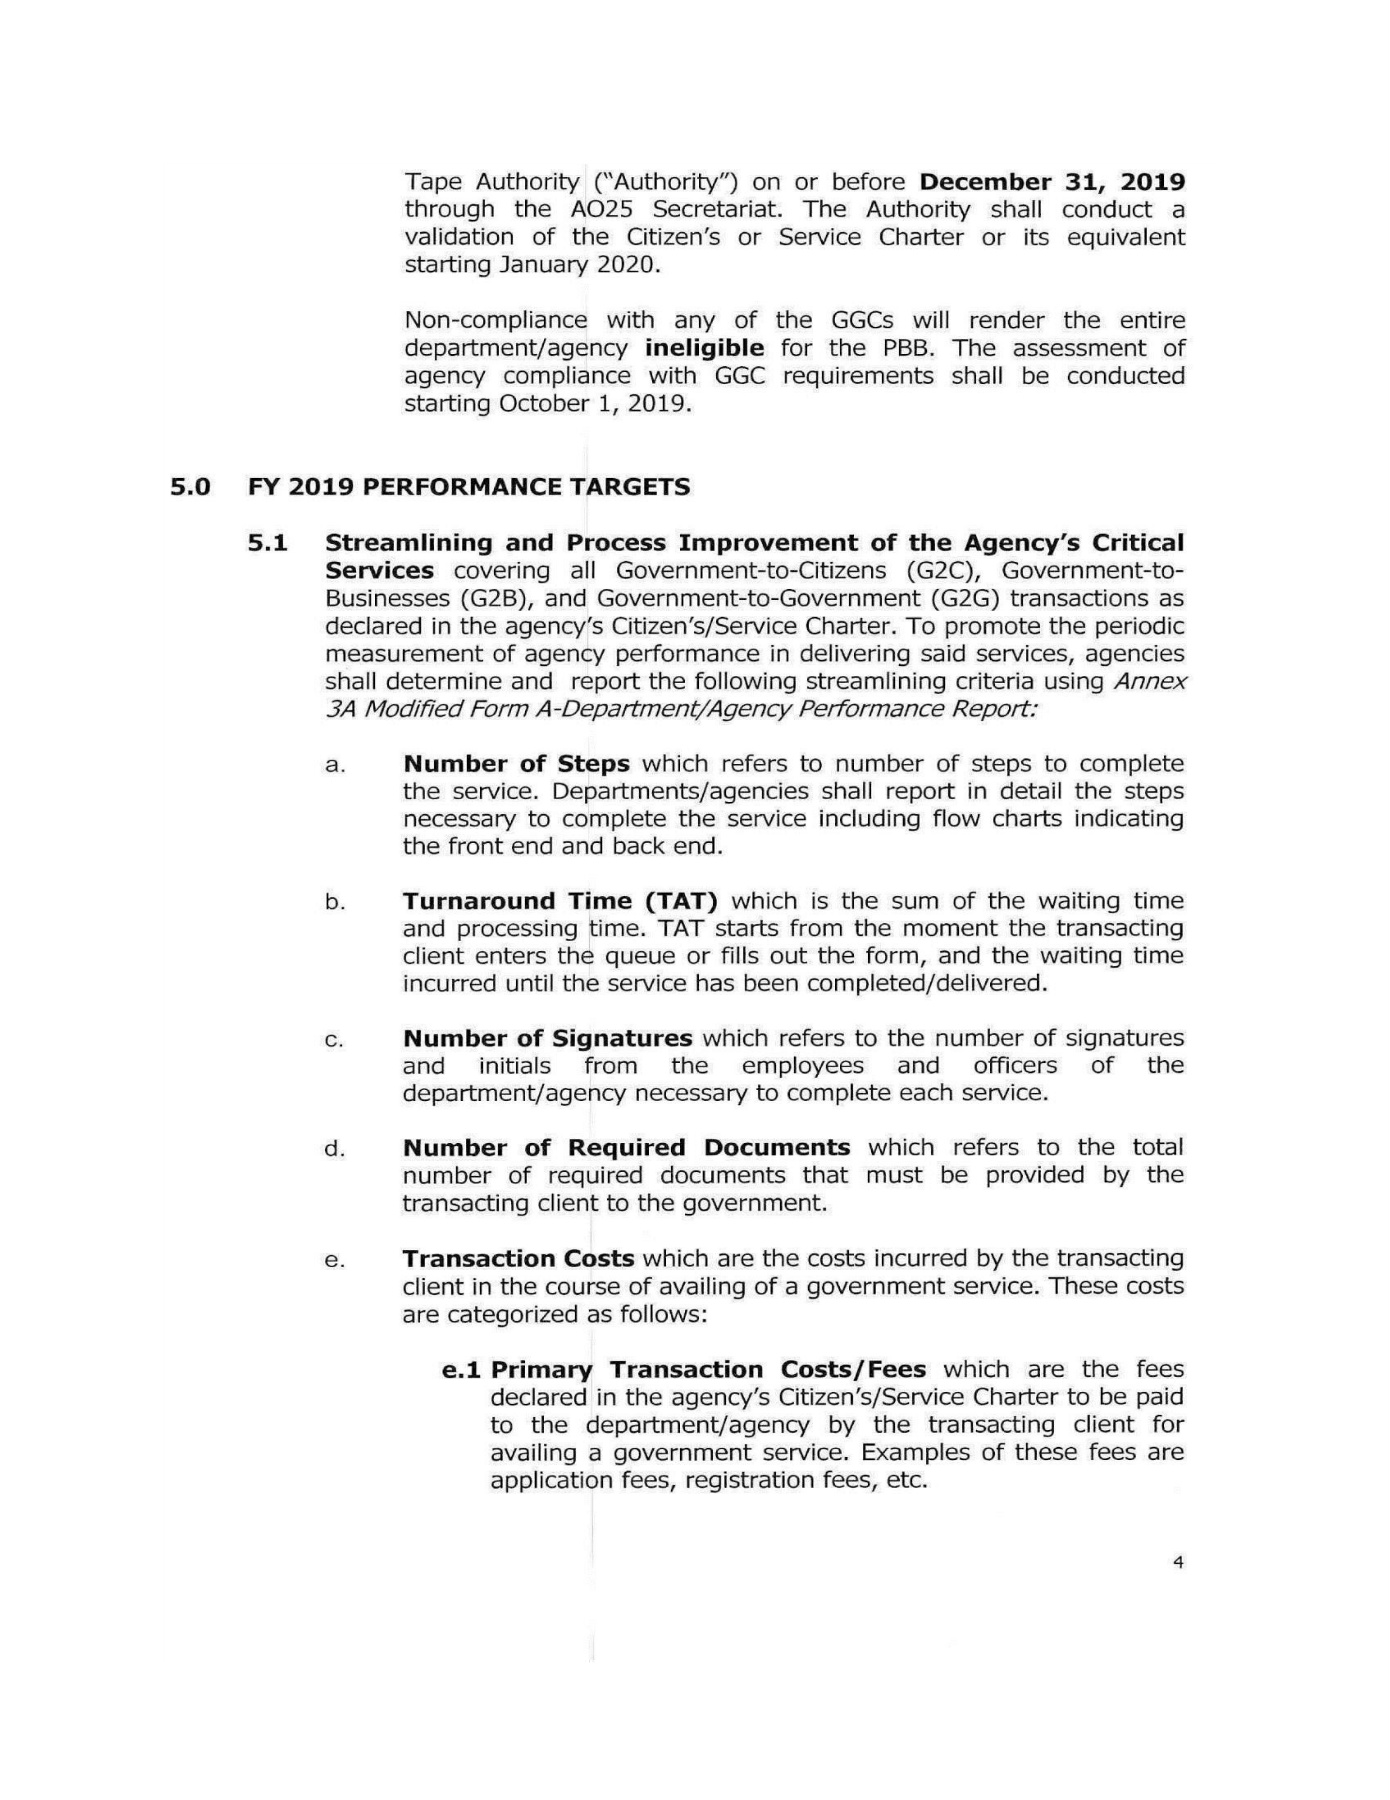 Tape Authority ("Authority") on or before December 31, 2019
through the AO25 Secretariat. The Authority shall conduct a
validation of the Citizen's or Service Charter or its equivalent
starting January 2020.
Non-compliance with any of the GGCs will render the entire
department/agency ineligible for the PBB. The assessment of
agency compliance with GGC requirements shall be conducted
starting October 1, 2019.
5.0 FY 2019 PERFORMANCE TARGETS
5.1 Streamlining and Process Improvement of the Agency's Critical
Services covering all Government-to-Citizens (G2C), Government-to-
Businesses (G2B), and Government-to-Government (G2G) transactions as
declared in the agency's Citizen's/Service Charter. To promote the periodic
measurement of agency performance in delivering said services, agencies
shall determine and report the following streamlining criteria using Annex
3A Modified Form A-Department/Agency Performance Report:
a. Number of Steps which refers to number of steps to complete
the service. Departments/agencies shall report in detail the steps
necessary to complete the service including flow charts indicating
the front end and back end.
b. Turnaround Time (TAT) which is the sum of the waiting time
and processing time. TAT starts from the moment the transacting
client enters the queue or fills out the form, and the waiting time
incurred until the service has been completed/delivered.
c. Number of Signatures which refers to the number of signatures
and initials from the employees and officers of the
department/agency necessary to complete each service.
d. Number of Required Documents which refers to the total
number of required documents that must be provided by the
transacting client to the government.
e. Transaction Costs which are the costs incurred by the transacting
client in the course of availing of a government service. These costs
are categorized as follows:
e.1 Primary Transaction Costs/Fees which are the fees
declared in the agency's Citizen's/Service Charter to be paid
to the department/agency by the transacting client for
availing a government service. Examples of these fees are
application fees, registration fees, etc.
4